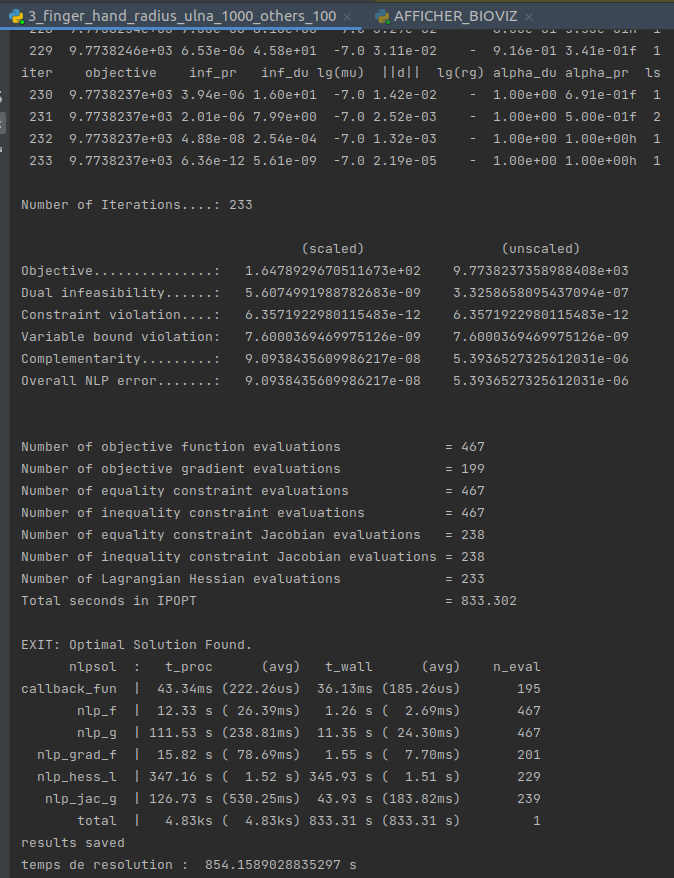 3_finger_hand_radius_ulna_1000_others_100 × AFFICHER_BIOVIZ ×
229 9.7738246e+03 6.53e-06 4.58e+01 -7.0 3.11e-02 - 9.16e-01 3.41e-01f 1
iter objective inf_pr inf_du lg(mu) ||d|| lg(rg) alpha_du alpha_pr ls
230 9.7738237e+03 3.94e-06 1.60e+01 -7.0 1.42e-02 - 1.00e+00 6.91e-01f 1
231 9.7738237e+03 2.01e-06 7.99e+00 -7.0 2.52e-03 - 1.00e+00 5.00e-01f 2
232 9.7738237e+03 4.88e-08 2.54e-04 -7.0 1.32e-03 - 1.00e+00 1.00e+00h 1
233 9.7738237e+03 6.36e-12 5.61e-09 -7.0 2.19e-05 - 1.00e+00 1.00e+00h 1
Number of Iterations....: 233
(scaled) (unscaled)
Objective...............: 1.6478929670511673e+02 9.7738237358988408e+03
Dual infeasibility......: 5.6074991988782683e-09 3.3258658095437094e-07
Constraint violation....: 6.3571922980115483e-12 6.3571922980115483e-12
Variable bound violation: 7.6000369469975126e-09 7.6000369469975126e-09
Complementarity.........: 9.0938435609986217e-08 5.3936527325612031e-06
Overall NLP error.......: 9.0938435609986217e-08 5.3936527325612031e-06
Number of objective function evaluations = 467
Number of objective gradient evaluations = 199
Number of equality constraint evaluations = 467
Number of inequality constraint evaluations = 467
Number of equality constraint Jacobian evaluations = 238
Number of inequality constraint Jacobian evaluations = 238
Number of Lagrangian Hessian evaluations = 233
Total seconds in IPOPT = 833.302
EXIT: Optimal Solution Found.
nlpsol : t_proc (avg) t_wall (avg) n_eval
callback_fun | 43.34ms (222.26us) 36.13ms (185.26us) 195
nlp_f | 12.33 s ( 26.39ms) 1.26 s ( 2.69ms) 467
nlp_g | 111.53 s (238.81ms) 11.35 s ( 24.30ms) 467
nlp_grad_f | 15.82 s ( 78.69ms) 1.55 s ( 7.70ms) 201
nlp_hess_l | 347.16 s ( 1.52 s) 345.93 s ( 1.51 s) 229
nlp_jac_g | 126.73 s (530.25ms) 43.93 s (183.82ms) 239
total | 4.83ks ( 4.83ks) 833.31 s (833.31 s) 1
results saved
temps de resolution : 854.1589028835297 s